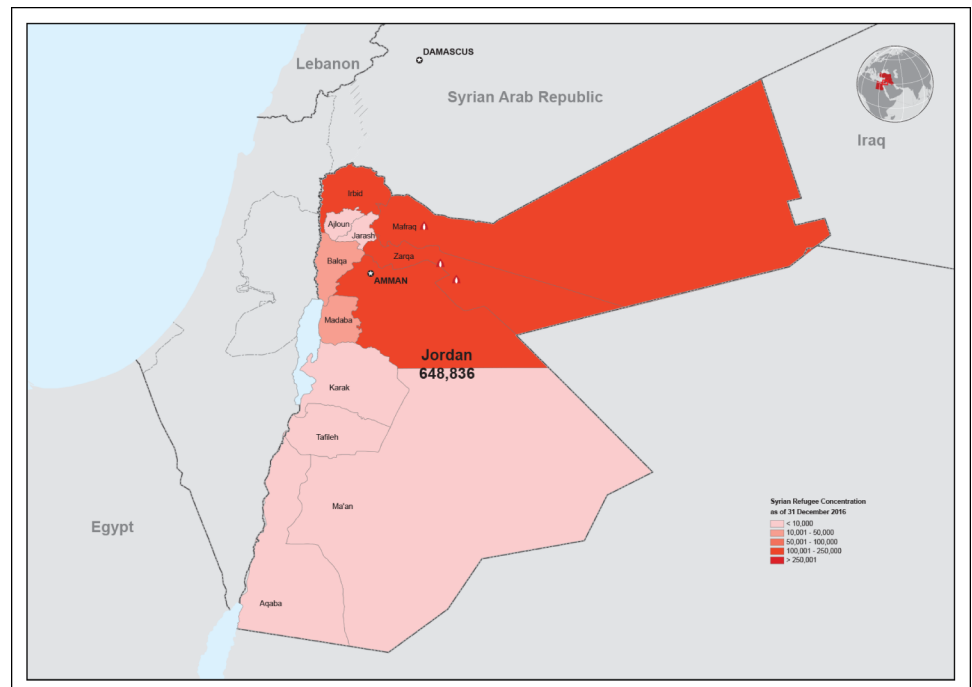 DAMASCUS
Lebanon
Syrian Arab Republic
Iraq
Irbid
Ajloun
Jarash
Mafraq
Balqa
Zarqa
AMMAN
Madaba
Jordan
648,836
Karak
Tafileh
Ma'an
Egypt
Aqaba
Syrian Refugee Concentration
as of 31 December 2016
< 10,000
10,001 - 50,000
50,001 - 100,000
100,001 - 250,000
> 250,001